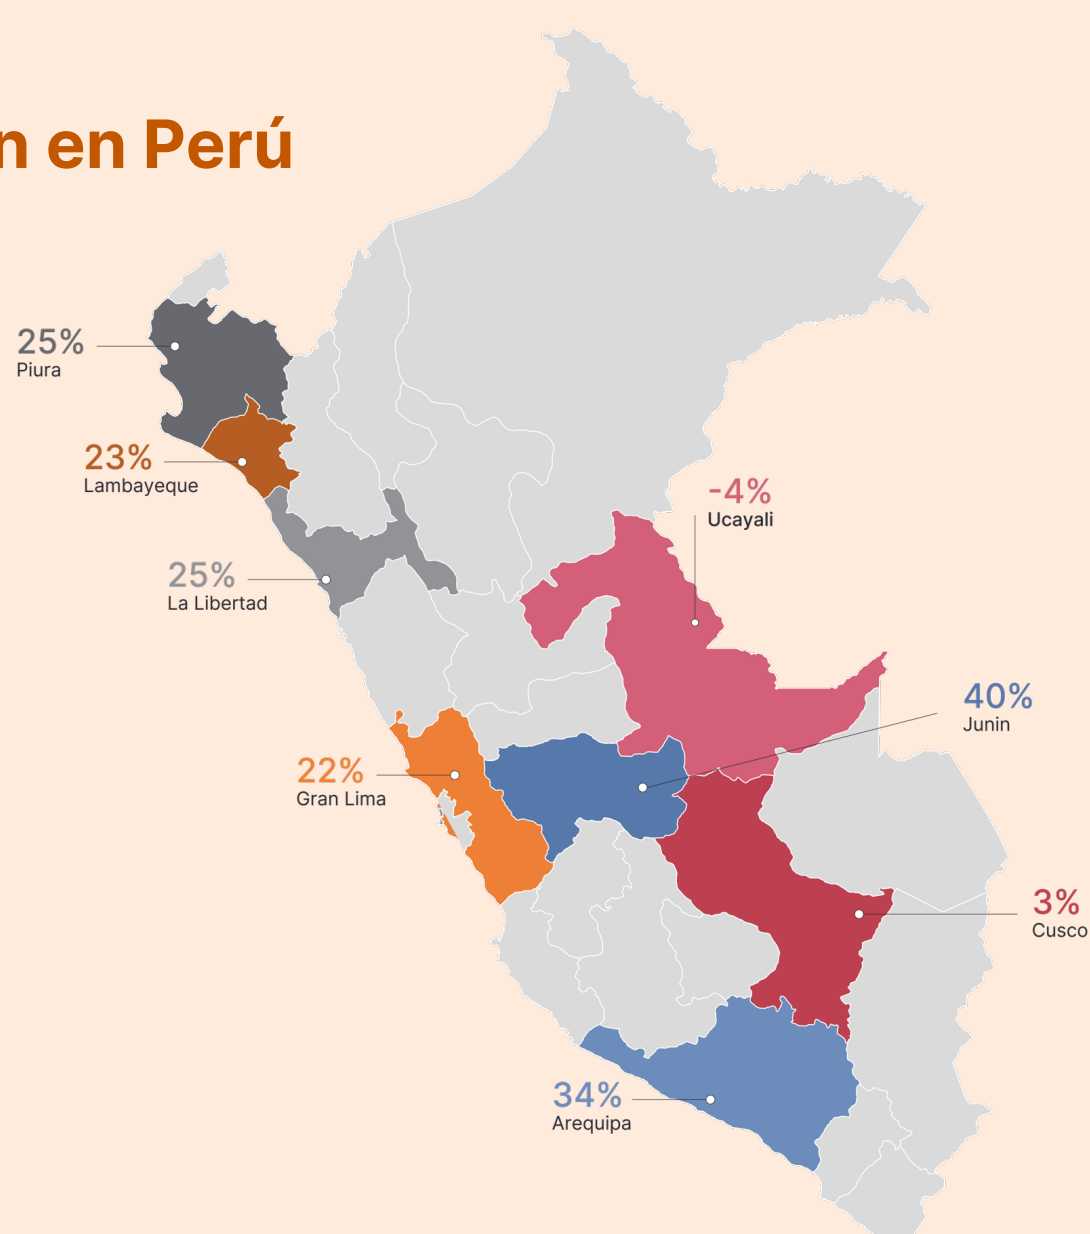 n en Perú
25%
Piura
23%
Lambayeque
-4%
Ucayali
25%
La Libertad
40%
Junin
22%
Gran Lima
3%
Cusco
34%
Arequipa